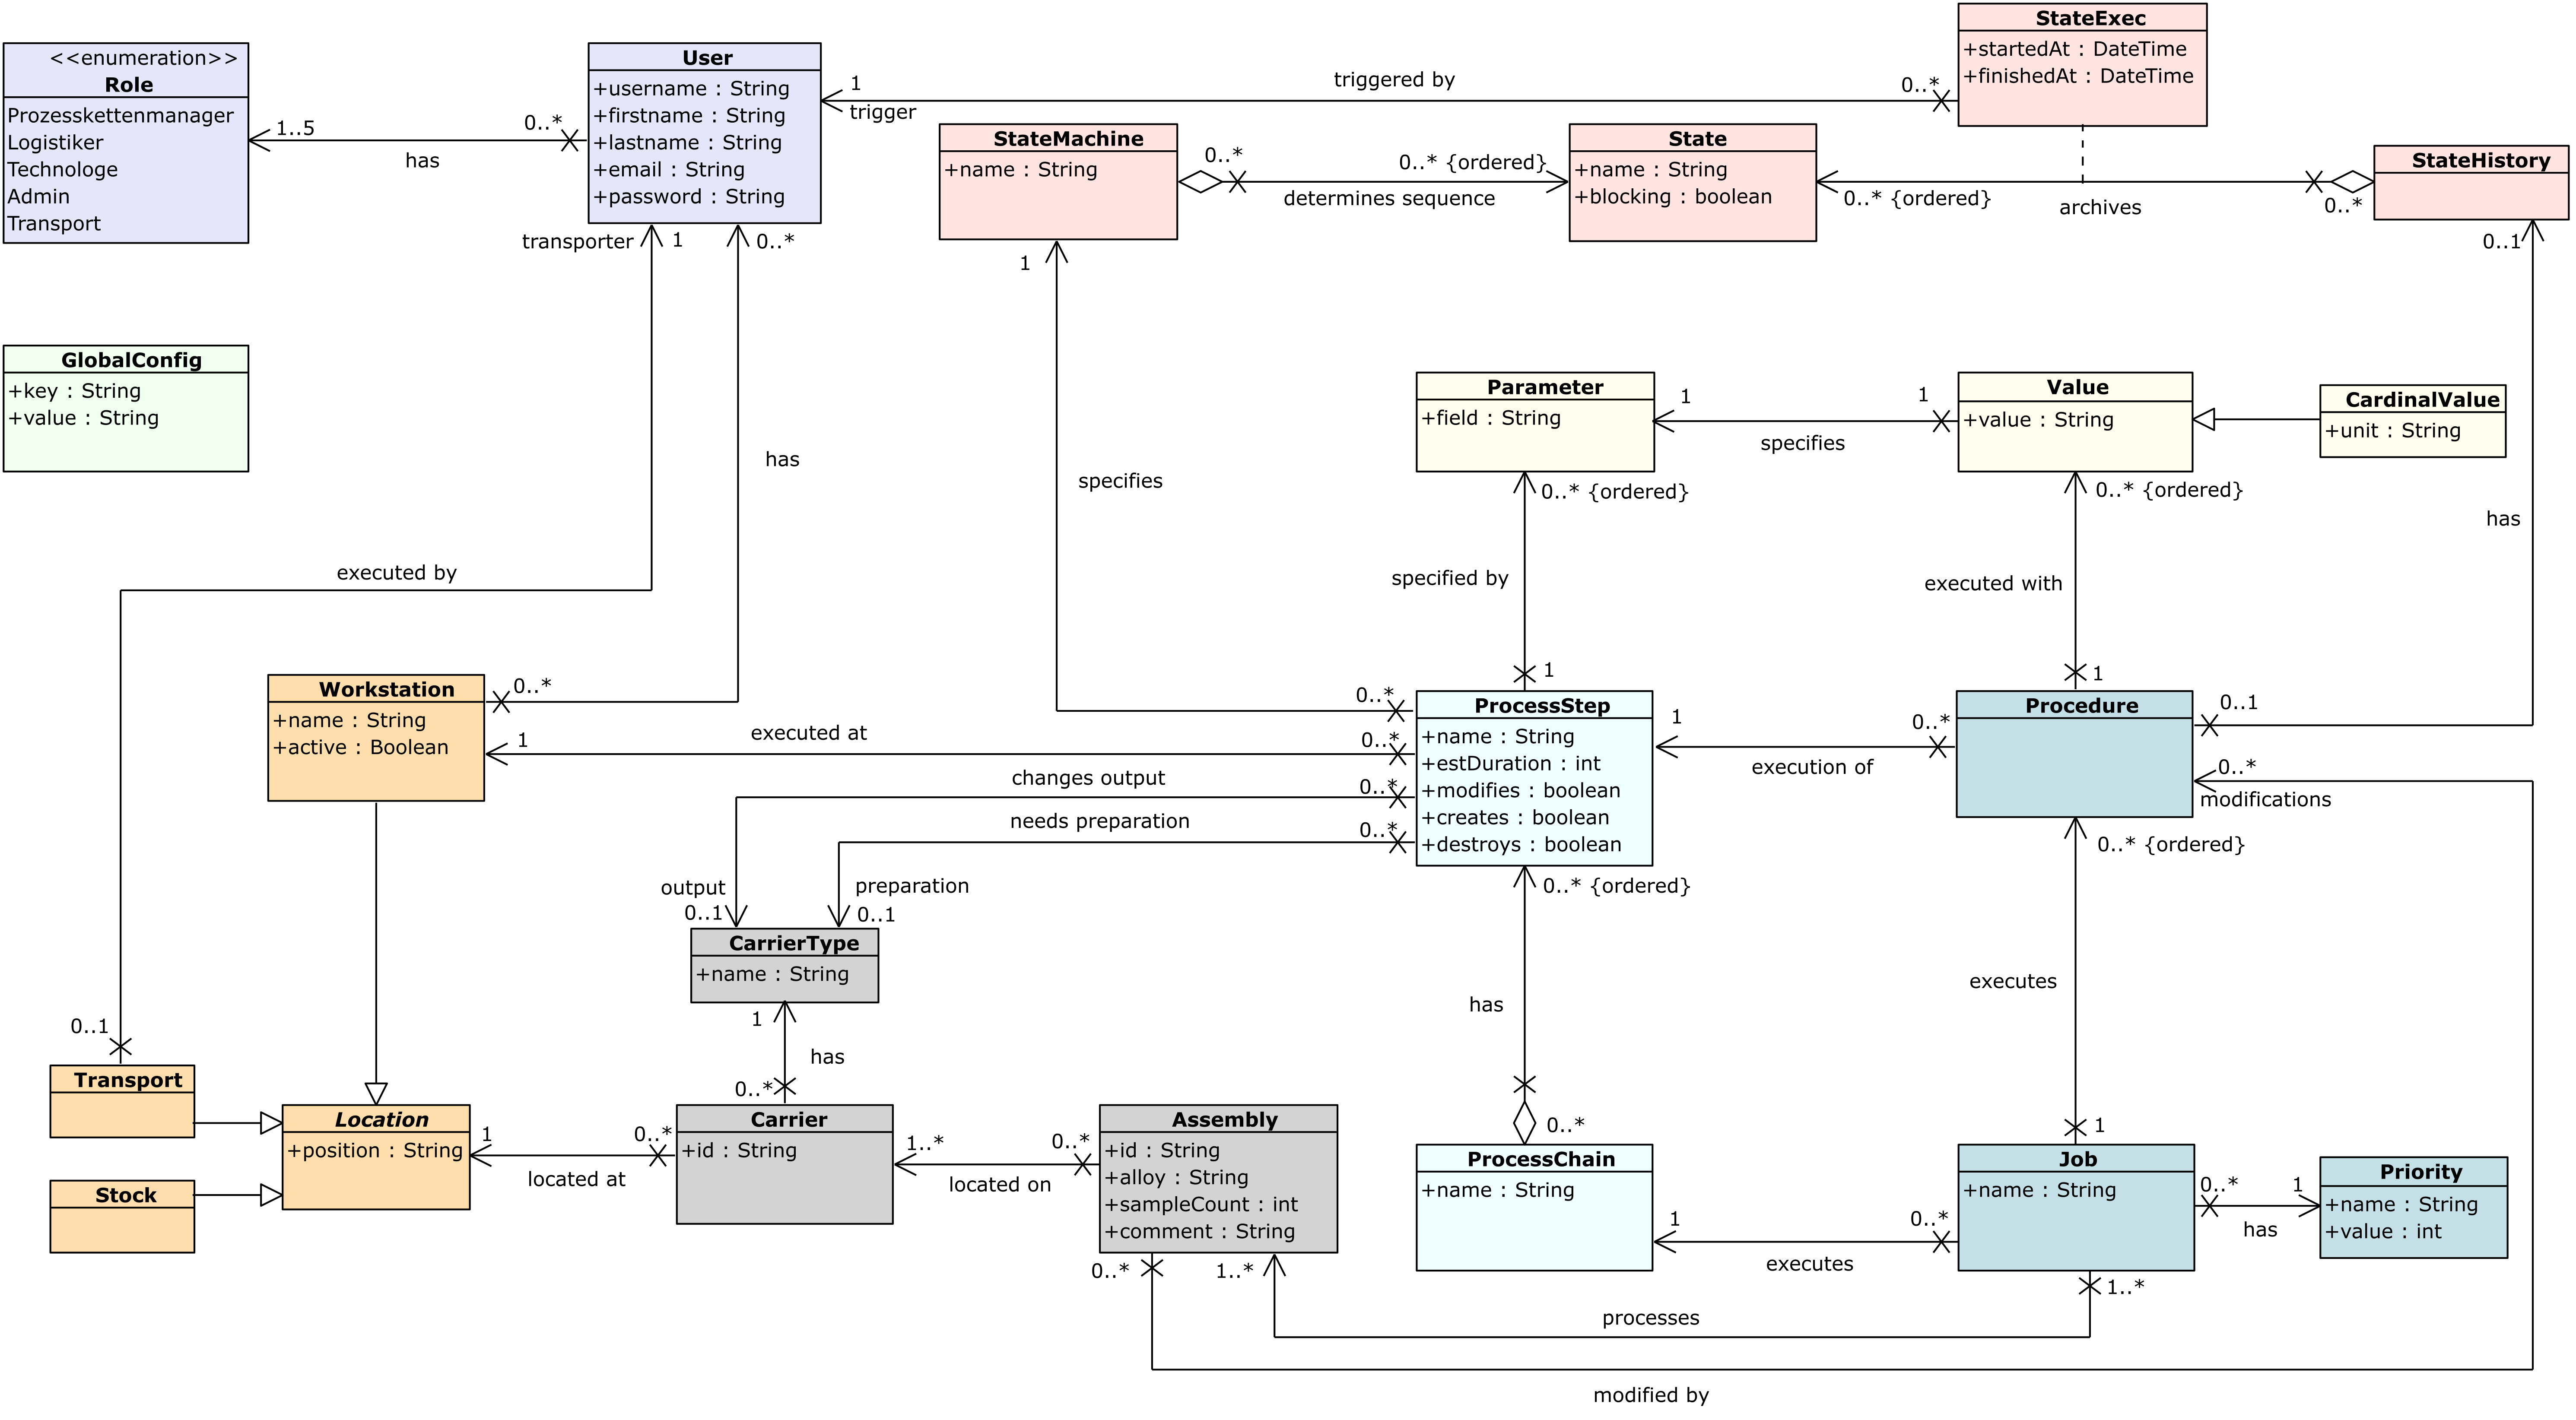 <<enumeration>>
Role
Prozesskettenmanager
Logistiker
Technologe
Admin
Transport
1..5
0..*
has
User
+username : String
+firstname : String
+lastname : String
+email : String
+password : String
1
trigger
triggered by
0..*
StateExec
+startedAt : DateTime
+finishedAt : DateTime
StateMachine
+name : String
0..*
0..* {ordered}
determines sequence
State
+name : String
+blocking : boolean
0..* {ordered}
archives
0..*
StateHistory
0..1
transporter
1
0..*
1
GlobalConfig
+key : String
+value : String
has
specifies
executed by
Parameter
+field : String
1
1
specifies
Value
+value : String
CardinalValue
+unit : String
0..* {ordered}
0..* {ordered}
has
specified by
executed with
1
1
Workstation
+name : String
+active : Boolean
0..*
1
executed at
0..*
0..*
changes output
0..*
needs preparation
0..*
ProcessStep
+name : String
+estDuration : int
+modifies : boolean
+creates : boolean
+destroys : boolean
1
0..*
execution of
Procedure
0..1
0..*
modifications
0..* {ordered}
0..* {ordered}
output
0..1
preparation
0..1
CarrierType
+name : String
1
has
0..*
has
executes
0..1
Transport
Location
+position : String
Stock
1
0..*
located at
Carrier
+id : String
1..*
0..*
located on
Assembly
+id : String
+alloy : String
+sampleCount : int
+comment : String
0..*
ProcessChain
+name : String
1
0..*
executes
1
Job
+name : String
0..*
1
has
Priority
+name : String
+value : int
0..*
1..*
1..*
processes
modified by